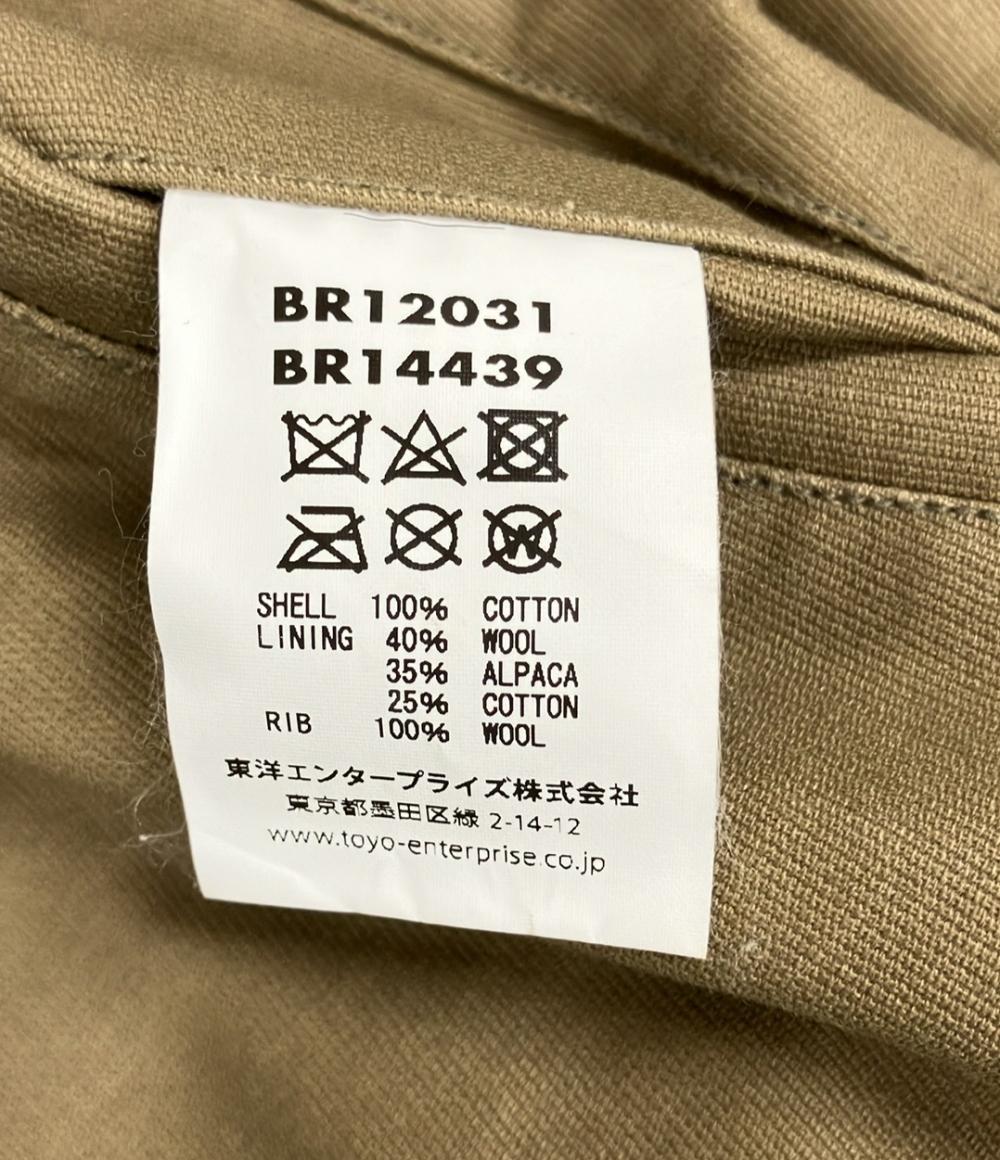 BR12031
BR14439
W
SHELL 100% COTTON
LINING 40% WOOL
35% ALPACA
25% COTTON
RIB 100% WOOL
東洋エンタープライズ株式会社
東京都墨田区緑 2-14-12
www.toyo-enterprise.co.jp